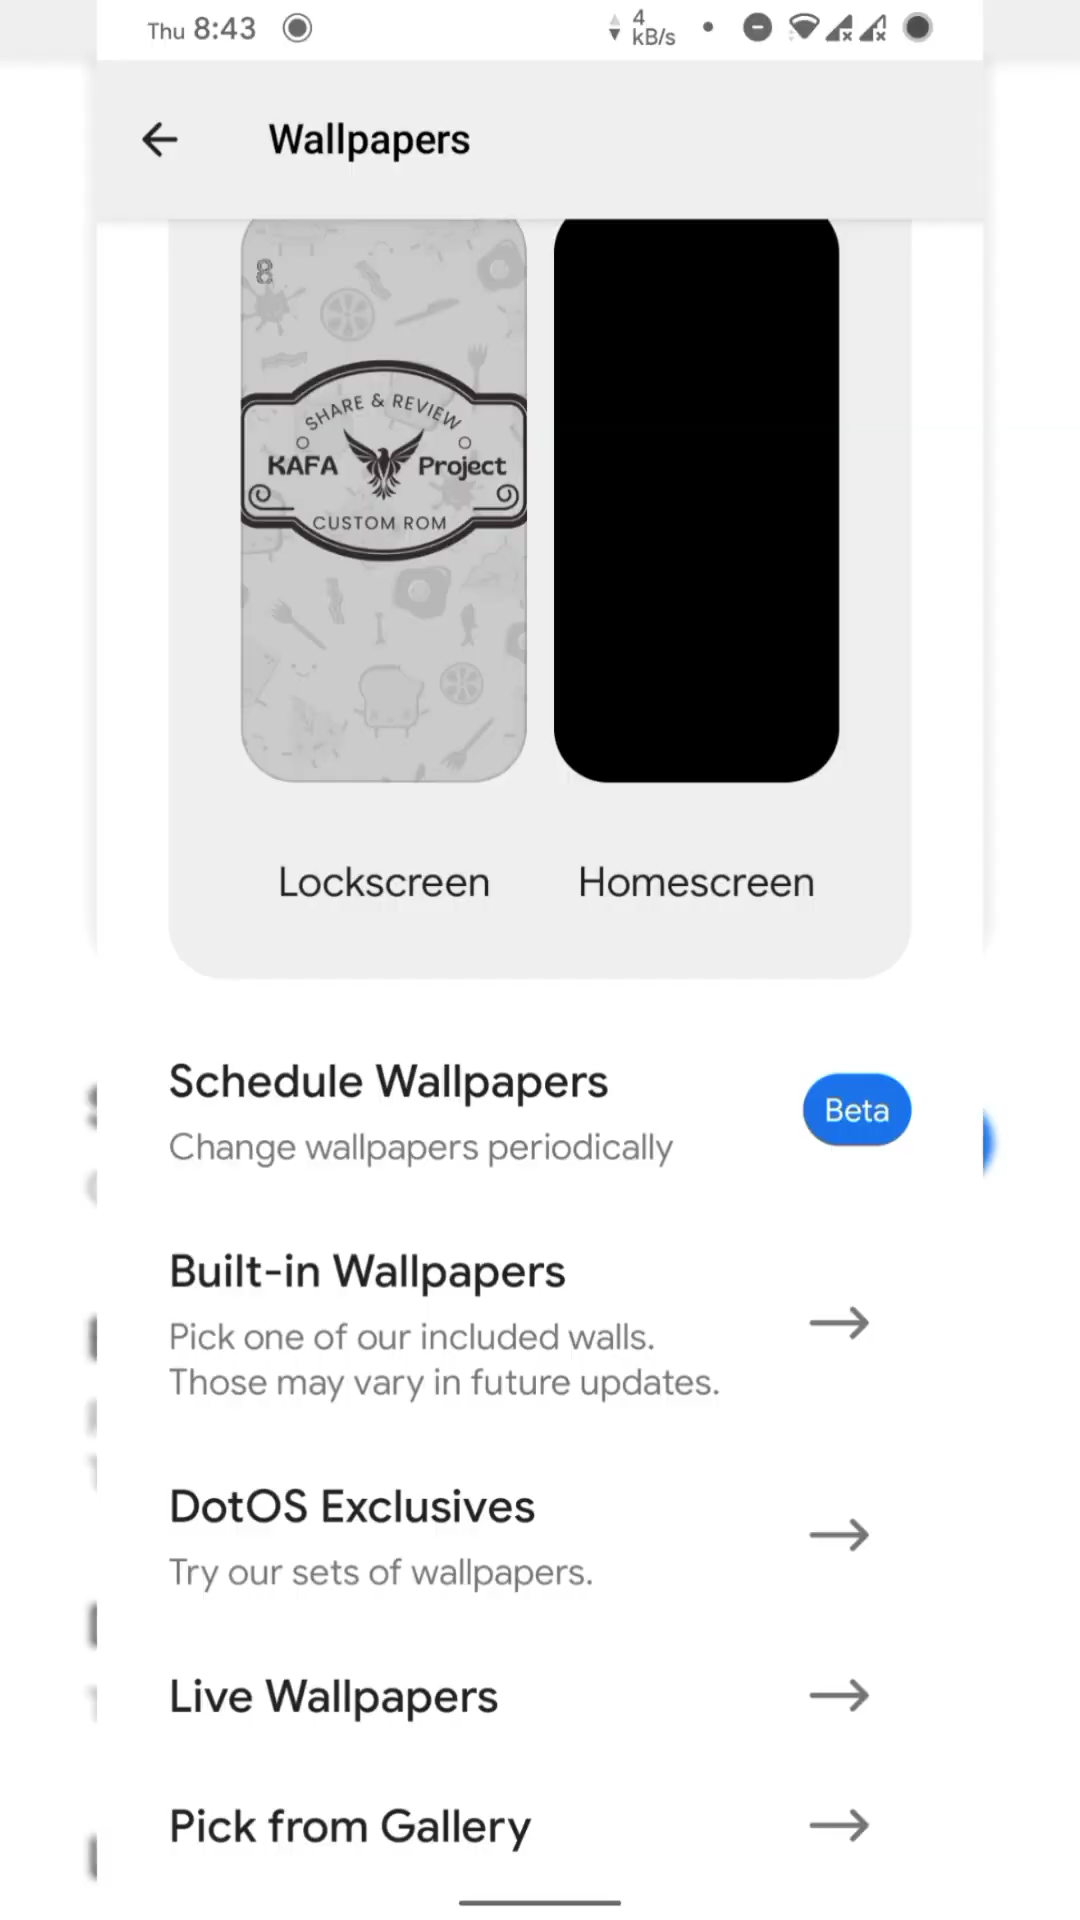 Thu 8:43
4
kB/s
Wallpapers
8
SHARE & REVIEW
KAFA Project
CUSTOM ROM
Lockscreen Homescreen
Schedule Wallpapers
Beta
Change wallpapers periodically
Built-in Wallpapers
Pick one of our included walls.
Those may vary in future updates.
DotOS Exclusives
Try our sets of wallpapers.
Live Wallpapers
Pick from Gallery